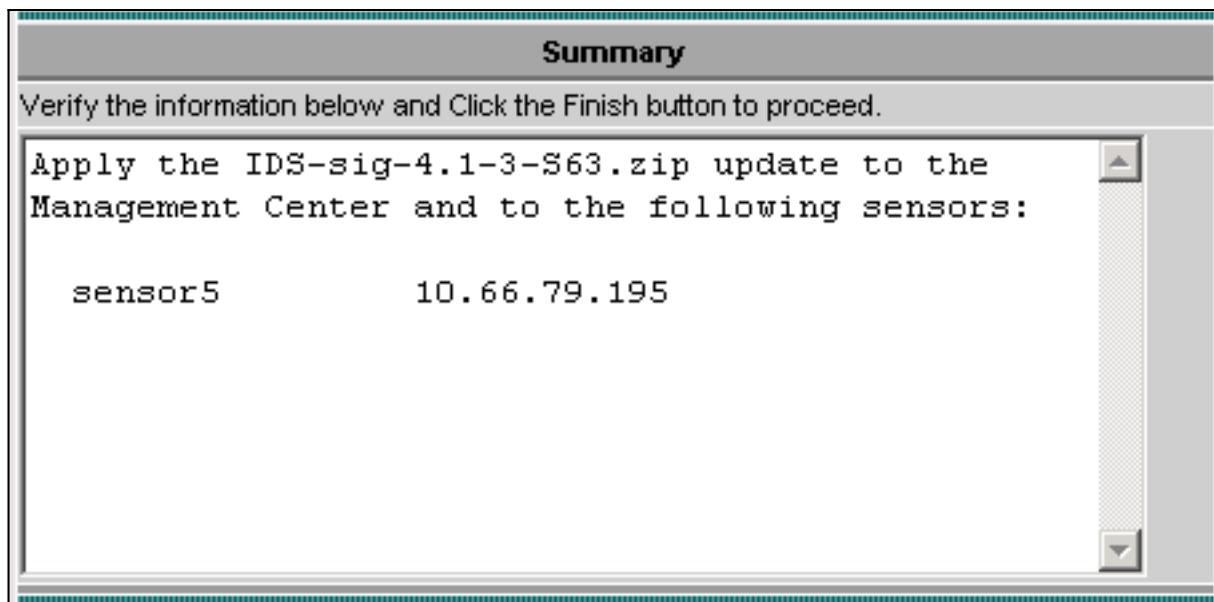 Summary
Verify the information below and Click the Finish button to proceed.
Apply the IDS-sig-4.1-3-S63.zip update to the
Management Center and to the following sensors:
sensor5 10.66.79.195